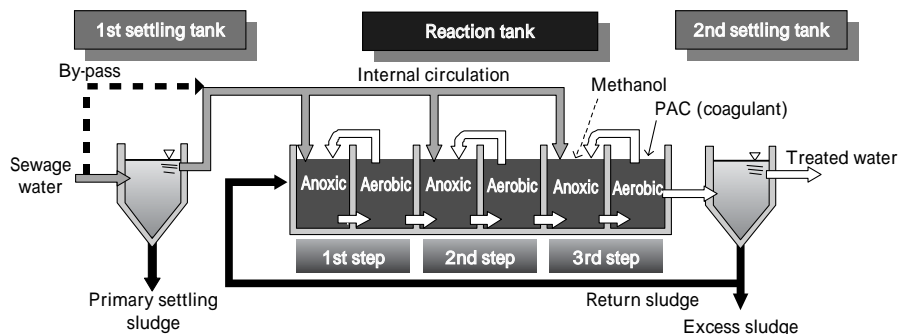 1st settling tank
Reaction tank
2nd settling tank
By-pass
Internal circulation
Methanol
PAC (coagulant)
Sewage
water
Treated water
Anoxic
Aerobic
Anoxic
Aerobic
Anoxic
Aerobic
1st step
2nd step
3rd step
Primary settling
sludge
Return sludge
Excess sludge